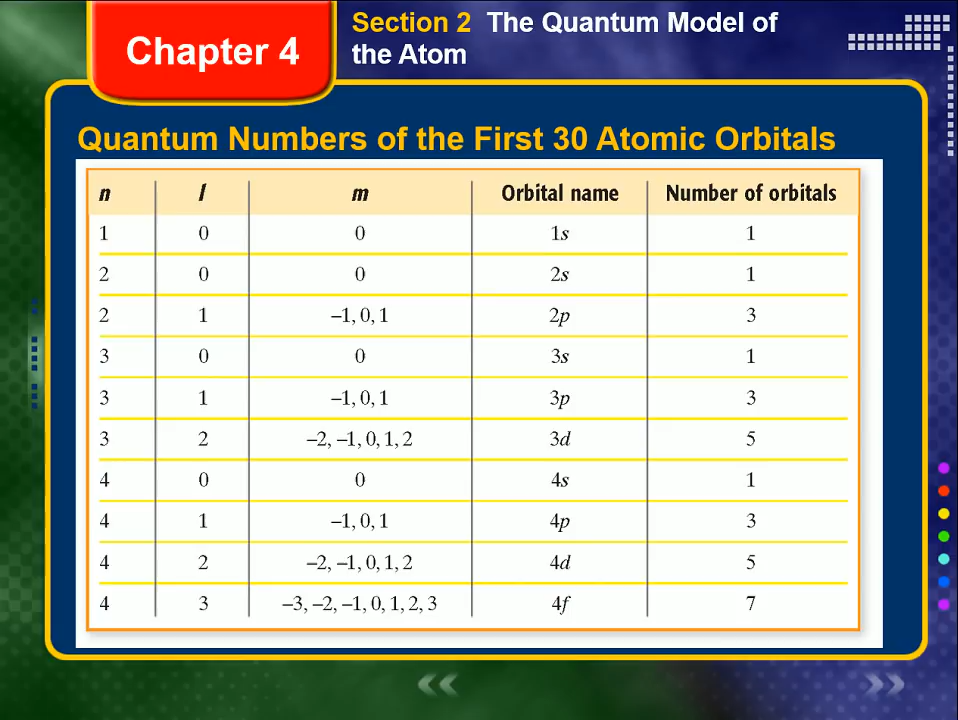 Chapter 4
Section 2 The Quantum Model of
the Atom
Quantum Numbers of the First 30 Atomic Orbitals
n l m Orbital name Number of orbitals
1 0 0 1s 1
2 0 0 2s 1
2 1 –1, 0, 1 2p 3
3 0 0 3s 1
3 1 –1, 0, 1 3p 3
3 2 –2, –1, 0, 1, 2 3d 5
4 0 0 4s 1
4 1 –1, 0, 1 4p 3
4 2 –2, –1, 0, 1, 2 4d 5
4 3 –3, –2, –1, 0, 1, 2, 3 4f 7